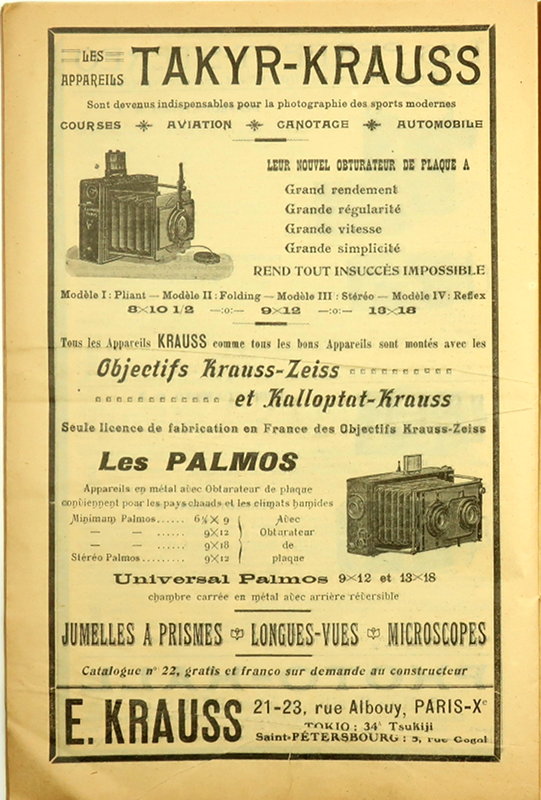 LES
APPAREILS
TAKYR-KRAUSS
Sont devenus indispensables pour la photographie des sports modernes
COURSES AVIATION CANOTAGE AUTOMOBILE
LEUR NOUVEL OBTURATEUR DE PLAQUE A
Grand rendement
Grande régularité
Grande vitesse
Grande simplicité
REND TOUT INSUCCÈS IMPOSSIBLE
Modèle I: Pliant — Modèle II: Folding — Modèle III: Stéréo — Modèle IV: Reflex
8×10 1/2 —:o:— 9×12 —:o:— 13×18
Tous les Appareils KRAUSS comme tous les bons Appareils sont montés avec les
Objectifs Krauss-Zeiss
et Kalloptat-Krauss
Seule licence de fabrication en France des Objectifs Krauss-Zeiss
Les PALMOS
Appareils en métal avec Obturateur de plaque
conviennent pour les pays chauds et les climats humides
Minimum Palmos...... 6½×9
— — ...... 9×12
— — ...... 9×18
Stéréo Palmos......... 9×12
Avec
Obturateur
de
plaque
Universal Palmos 9×12 et 13×18
chambre carrée en métal avec arrière réversible
JUMELLES A PRISMES LONGUES-VUES MICROSCOPES
Catalogue nº 22, gratis et franco sur demande au constructeur
E. KRAUSS
21-23, rue Albouy, PARIS-Xe
TOKIO: 34A Tsukiji
Saint-PÉTERSBOURG: 5, rue Gogol